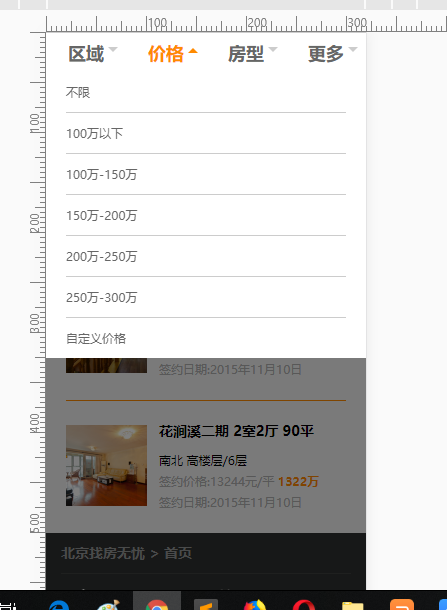 100 200 300
100
200
300
400
500
区域 价格 房型 更多
不限
100万以下
100万-150万
150万-200万
200万-250万
250万-300万
自定义价格
签约日期:2015年11月10日
花涧溪二期 2室2厅 90平
南北 高楼层/6层
签约价格:13244元/平 1322万
签约日期:2015年11月10日
北京找房无忧 > 首页